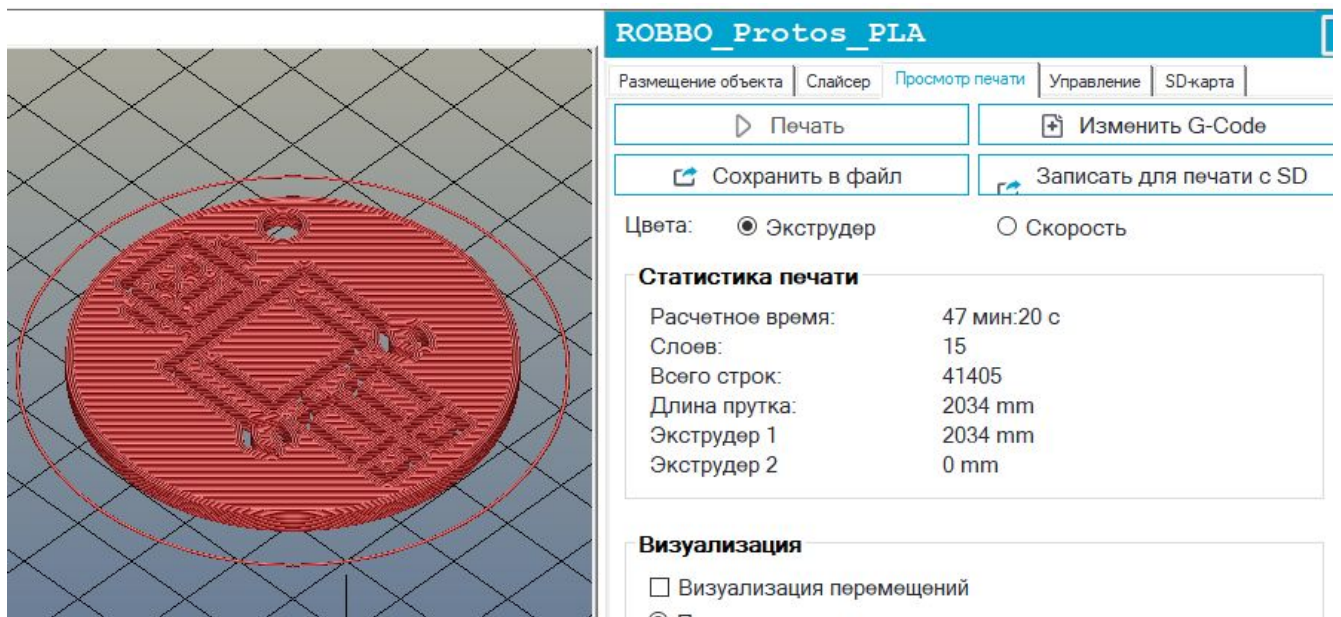 ROBBO_Protos_PLA
Размещение объекта Слайсер Просмотр печати Управление SD-карта
Печать Изменить G-Code
Сохранить в файл Записать для печати с SD
Цвета: Экструдер Скорость
Статистика печати
Расчетное время: 47 мин:20 с
Слоев: 15
Всего строк: 41405
Длина прутка: 2034 mm
Экструдер 1 2034 mm
Экструдер 2 0 mm
Визуализация
Визуализация перемещений